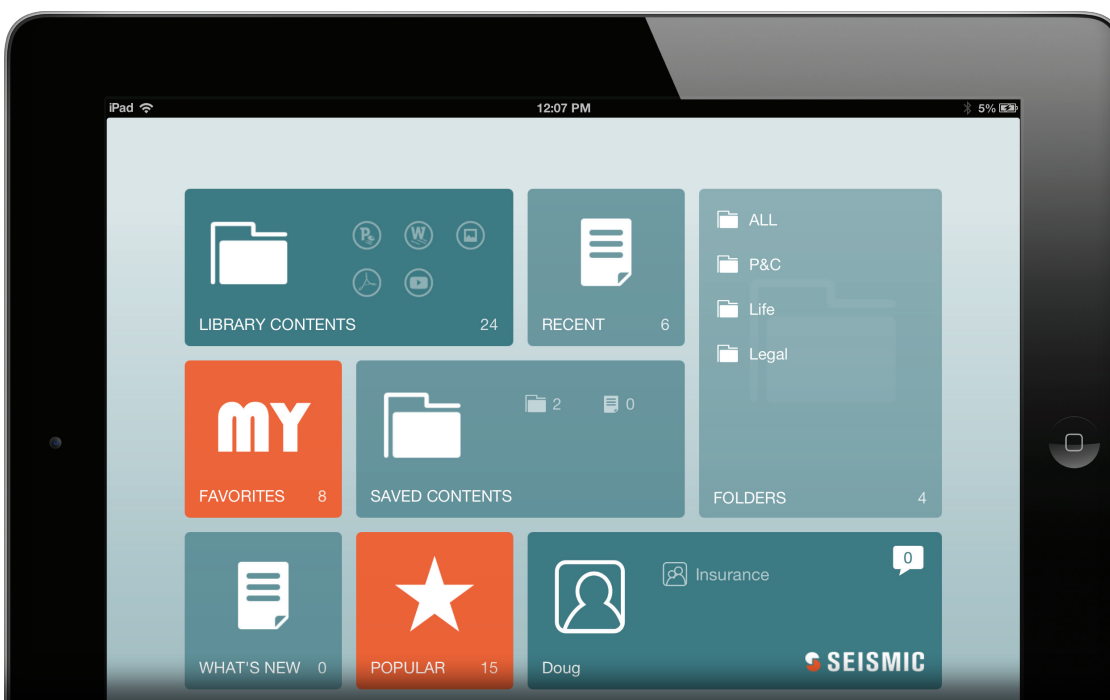 iPad 12:07 PM 5%
LIBRARY CONTENTS 24
RECENT 6
ALL
P&C
Life
Legal
FOLDERS 4
MY
FAVORITES 8
2 0
SAVED CONTENTS
WHAT'S NEW 0
POPULAR 15
0
Insurance
Doug
SEISMIC